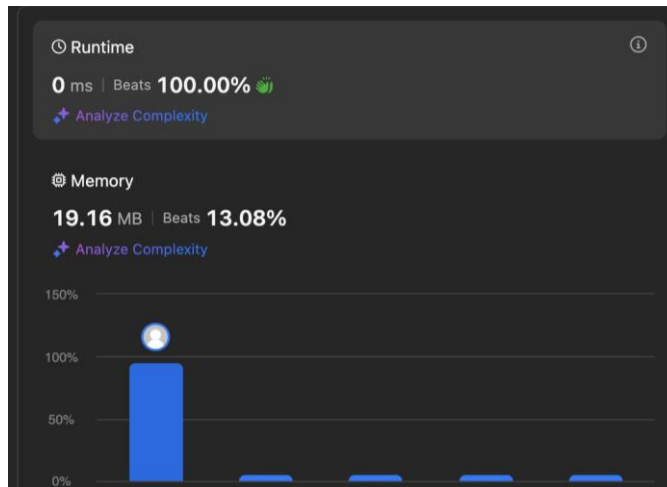 Runtime
0 ms | Beats 100.00%
Analyze Complexity
Memory
19.16 MB | Beats 13.08%
Analyze Complexity
150%
100%
50%
0%